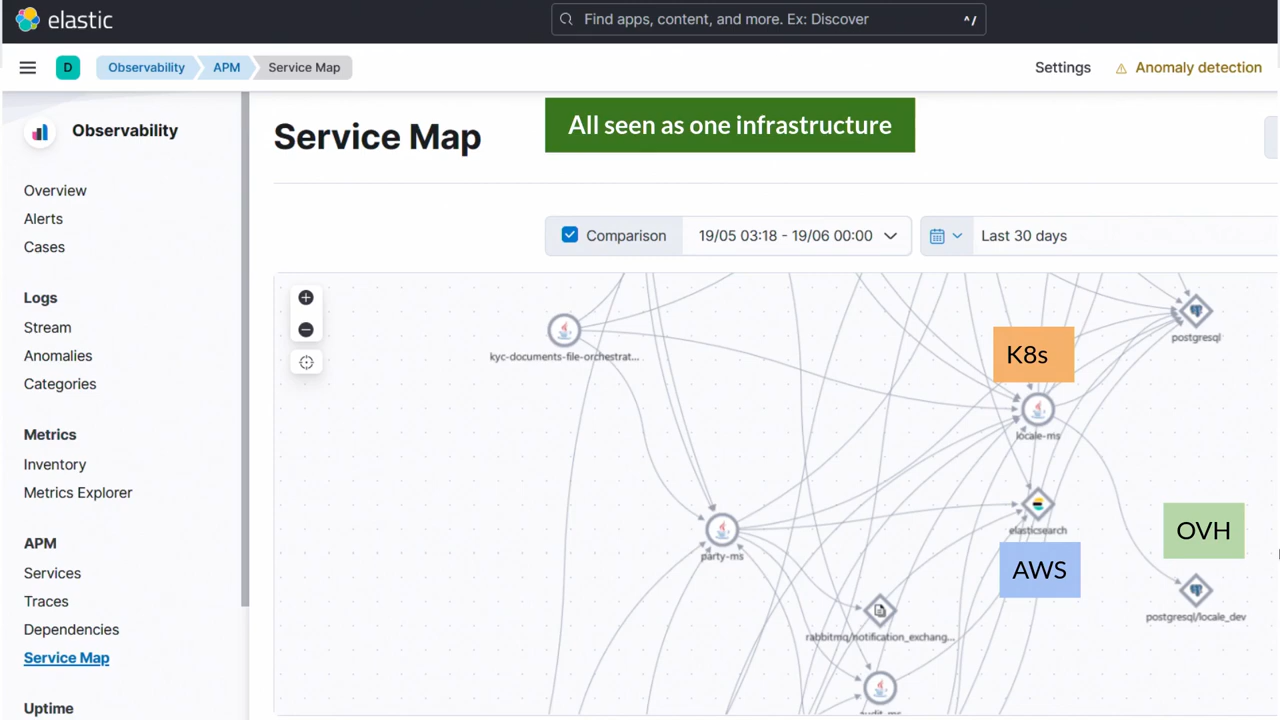 elastic
Find apps, content, and more. Ex: Discover
^/
D
Observability
APM
Service Map
Settings
Anomaly detection
Observability
Service Map
All seen as one infrastructure
Overview
Alerts
Cases
Comparison
19/05 03:18 - 19/06 00:00
Last 30 days
Logs
Stream
Anomalies
Categories
Metrics
Inventory
Metrics Explorer
APM
Services
Traces
Dependencies
Service Map
Uptime
kyc-documents-file-orchestrat...
postgresql
K8s
locale-ms
elasticsearch
OVH
party-ms
AWS
postgresql/locale_dev
rabbitmq/notification_exchang...
audit-ms